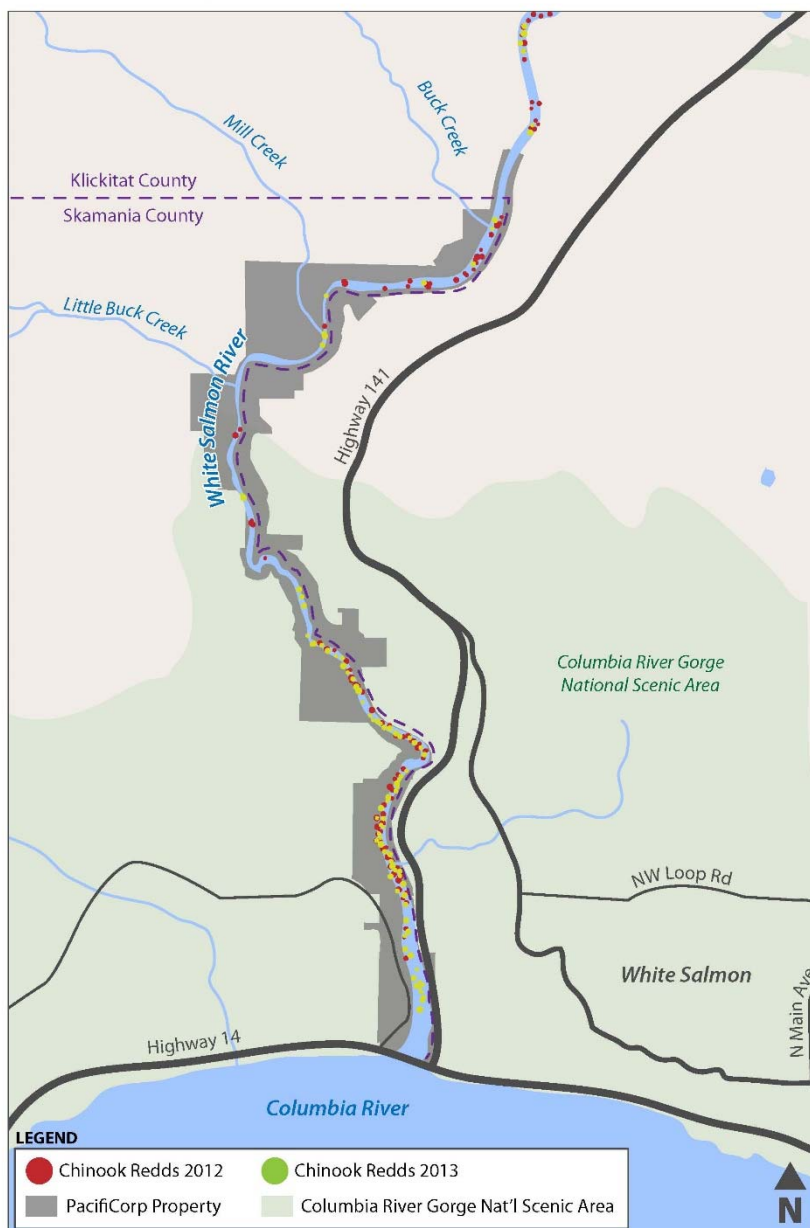 Buck Creek
Mill Creek
Klickitat County
Skamania County
Little Buck Creek
White Salmon River
Highway 141
Columbia River Gorge
National Scenic Area
NW Loop Rd
White Salmon
N Main Ave
Highway 14
Columbia River
LEGEND
Chinook Redds 2012
Chinook Redds 2013
PacifiCorp Property
Columbia River Gorge Nat'l Scenic Area
N